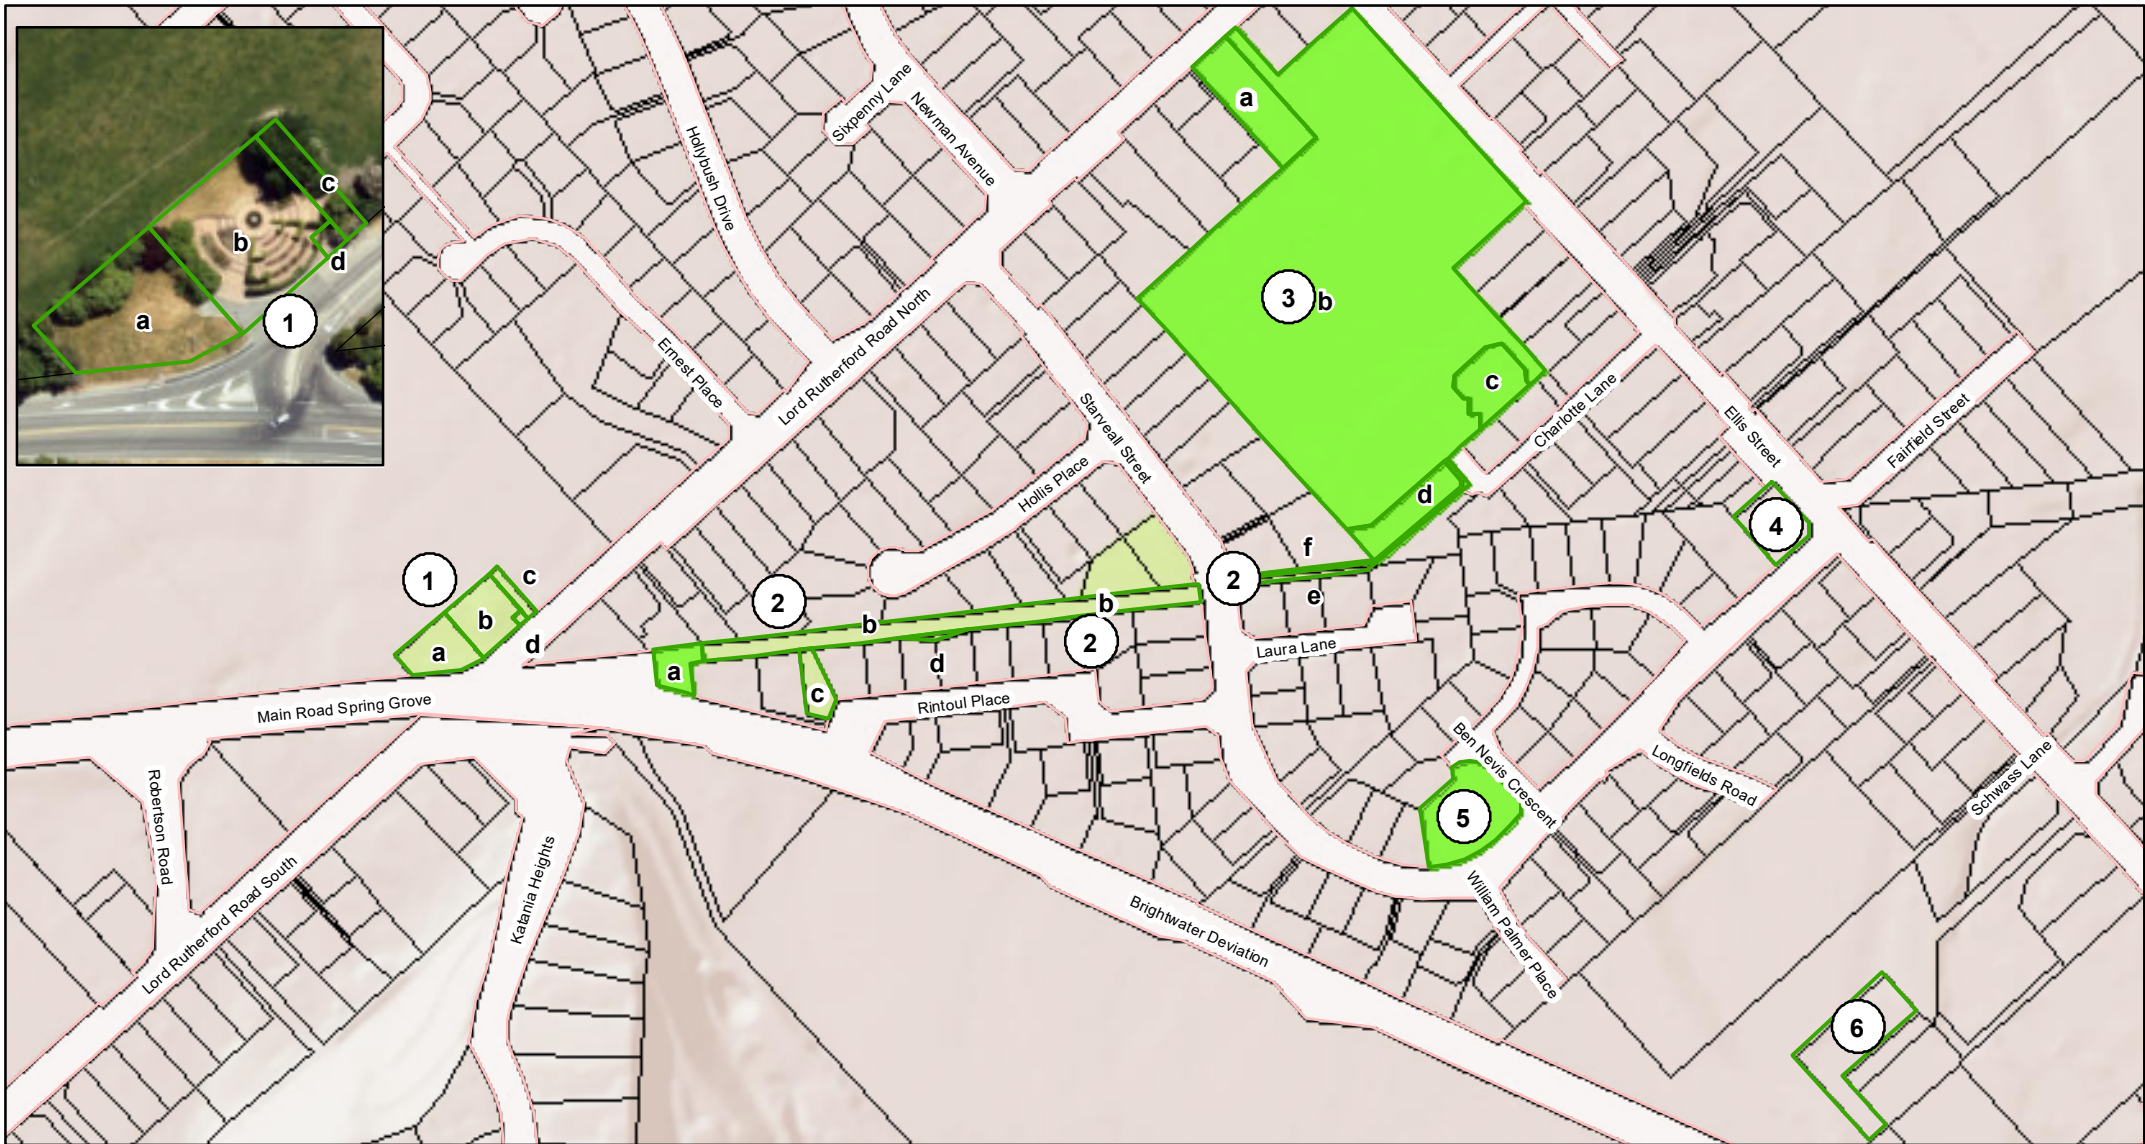 c
b
d
a
1
Sixpenny Lane
Newman Avenue
Hollybush Drive
a
3
b
c
d
Ernest Place
Lord Rutherford Road North
Starveall Street
Hollis Place
Charlotte Lane
Ellis Street
Fairfield Street
4
1
c
b
a
d
2
b
b
2
f
e
2
a
c
d
Laura Lane
Rintoul Place
Main Road Spring Grove
Ben Nevis Crescent
Longfields Road
Schwass Lane
5
Robertson Road
Lord Rutherford Road South
Katania Heights
Brightwater Deviation
William Palmer Place
6